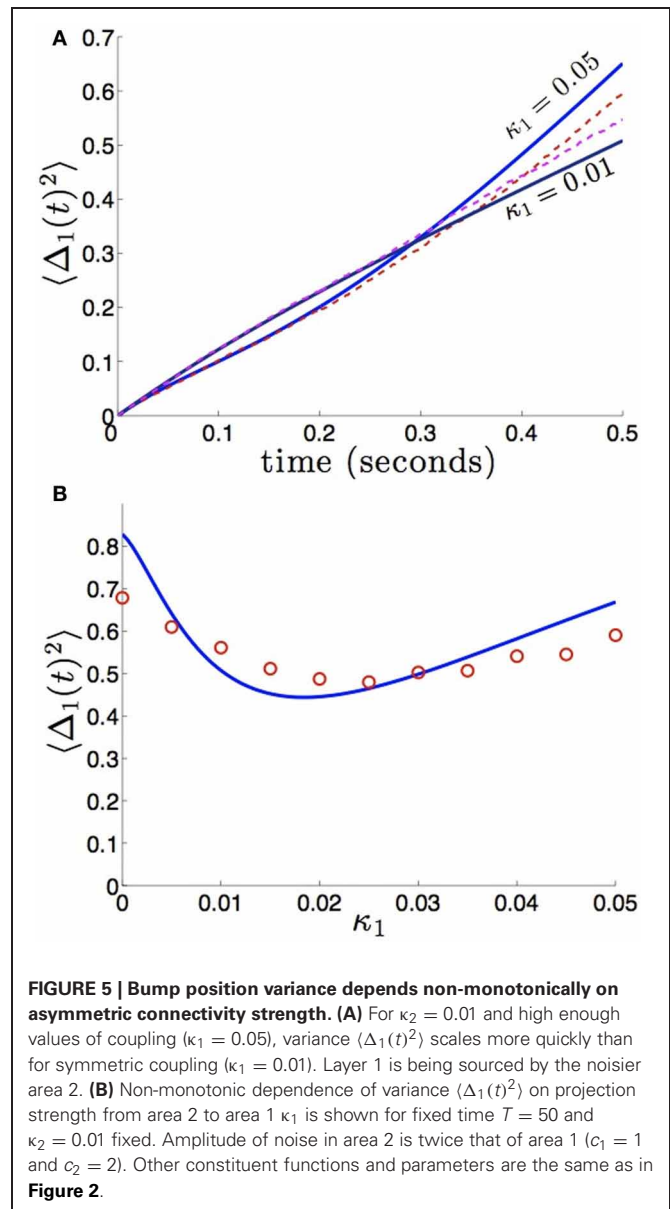 A
0.7
0.6
0.5
0.4
0.3
0.2
0.1
0
⟨Δ₁(t)²⟩
κ₁ = 0.05
κ₁ = 0.01
0 0.1 0.2 0.3 0.4 0.5
time (seconds)
B
0.8
0.7
0.6
0.5
0.4
0.3
0.2
0.1
0
⟨Δ₁(t)²⟩
0 0.01 0.02 0.03 0.04 0.05
κ₁
FIGURE 5 | Bump position variance depends non-monotonically on
asymmetric connectivity strength. (A) For κ₂ = 0.01 and high enough
values of coupling (κ₁ = 0.05), variance ⟨Δ₁(t)²⟩ scales more quickly than
for symmetric coupling (κ₁ = 0.01). Layer 1 is being sourced by the noisier
area 2. (B) Non-monotonic dependence of variance ⟨Δ₁(t)²⟩ on projection
strength from area 2 to area 1 κ₁ is shown for fixed time T = 50 and
κ₂ = 0.01 fixed. Amplitude of noise in area 2 is twice that of area 1 (c₁ = 1
and c₂ = 2). Other constituent functions and parameters are the same as in
Figure 2.